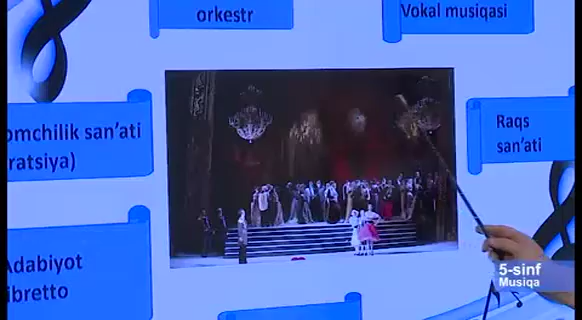 orkestr
Vokal musiqasi
omchilik san'ati
ratsiya)
Raqs
san'ati
Adabiyot
ibretto
5-sinf
Musiqa